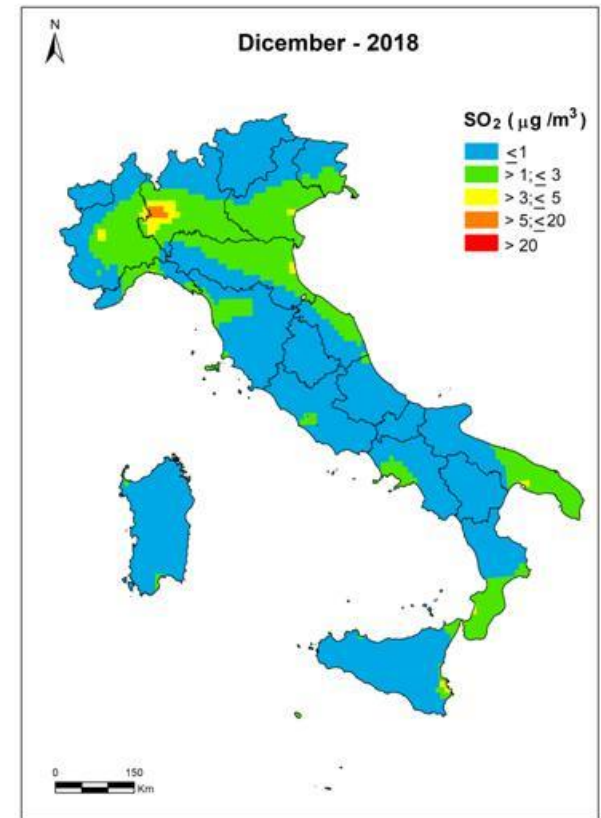 N
Dicember - 2018
SO₂ ( µg /m³)
≤1
> 1;≤ 3
> 3;≤ 5
> 5;≤20
> 20
0 150
Km